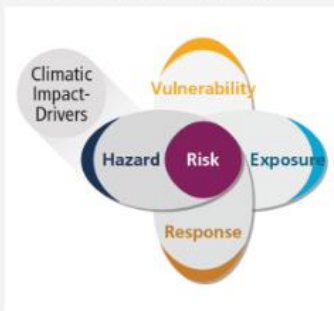 Climatic
Impact-
Drivers
Vulnerability
Hazard
Risk
Exposure
Response